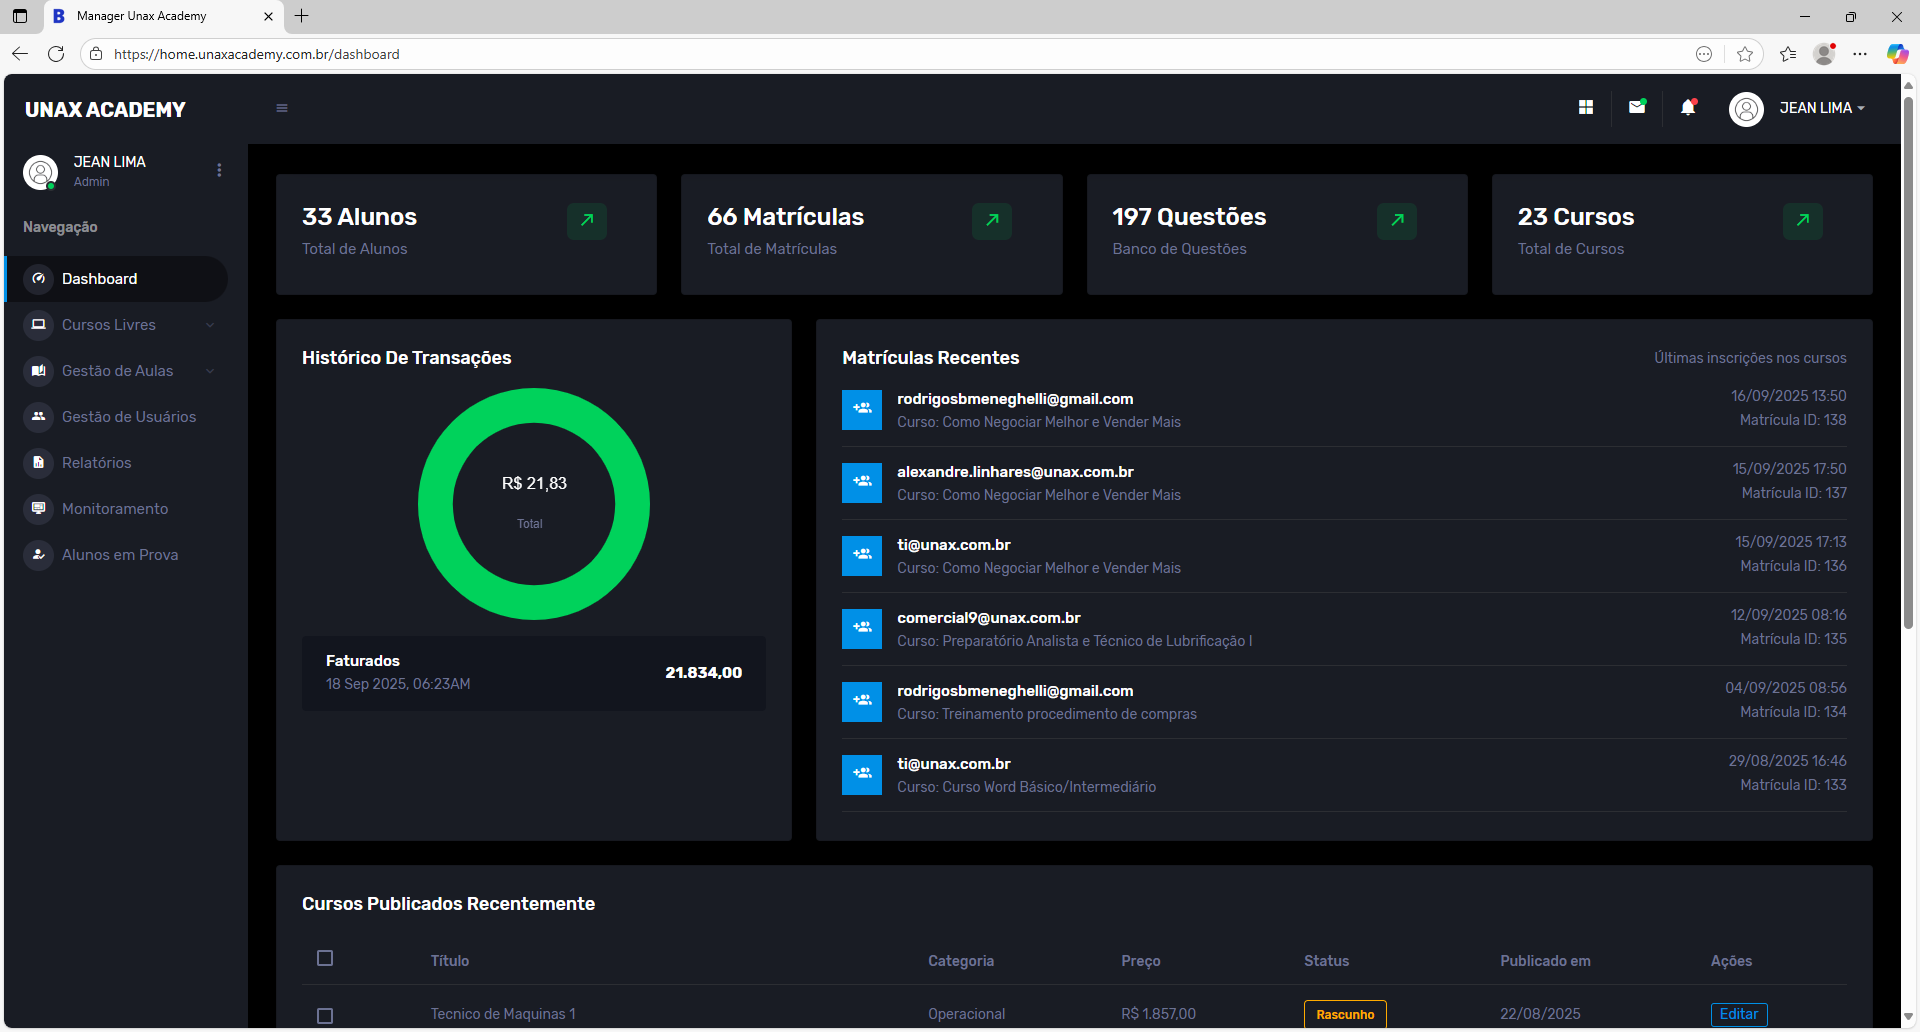 Manager Unax Academy
https://home.unaxacademy.com.br/dashboard
UNAX ACADEMY
JEAN LIMA
JEAN LIMA
Admin
Navegação
Dashboard
Cursos Livres
Gestão de Aulas
Gestão de Usuários
Relatórios
Monitoramento
Alunos em Prova
33 Alunos
Total de Alunos
66 Matrículas
Total de Matrículas
197 Questões
Banco de Questões
23 Cursos
Total de Cursos
Histórico De Transações
R$ 21,83
Total
Faturados
18 Sep 2025, 06:23AM
21.834,00
Matrículas Recentes
Últimas inscrições nos cursos
rodrigosbmeneghelli@gmail.com
16/09/2025 13:50
Curso: Como Negociar Melhor e Vender Mais
Matrícula ID: 138
alexandre.linhares@unax.com.br
15/09/2025 17:50
Curso: Como Negociar Melhor e Vender Mais
Matrícula ID: 137
ti@unax.com.br
15/09/2025 17:13
Curso: Como Negociar Melhor e Vender Mais
Matrícula ID: 136
comercial9@unax.com.br
12/09/2025 08:16
Curso: Preparatório Analista e Técnico de Lubrificação I
Matrícula ID: 135
rodrigosbmeneghelli@gmail.com
04/09/2025 08:56
Curso: Treinamento procedimento de compras
Matrícula ID: 134
ti@unax.com.br
29/08/2025 16:46
Curso: Curso Word Básico/Intermediário
Matrícula ID: 133
Cursos Publicados Recentemente
Título Categoria Preço Status Publicado em Ações
Tecnico de Maquinas 1 Operacional R$ 1.857,00 Rascunho 22/08/2025 Editar